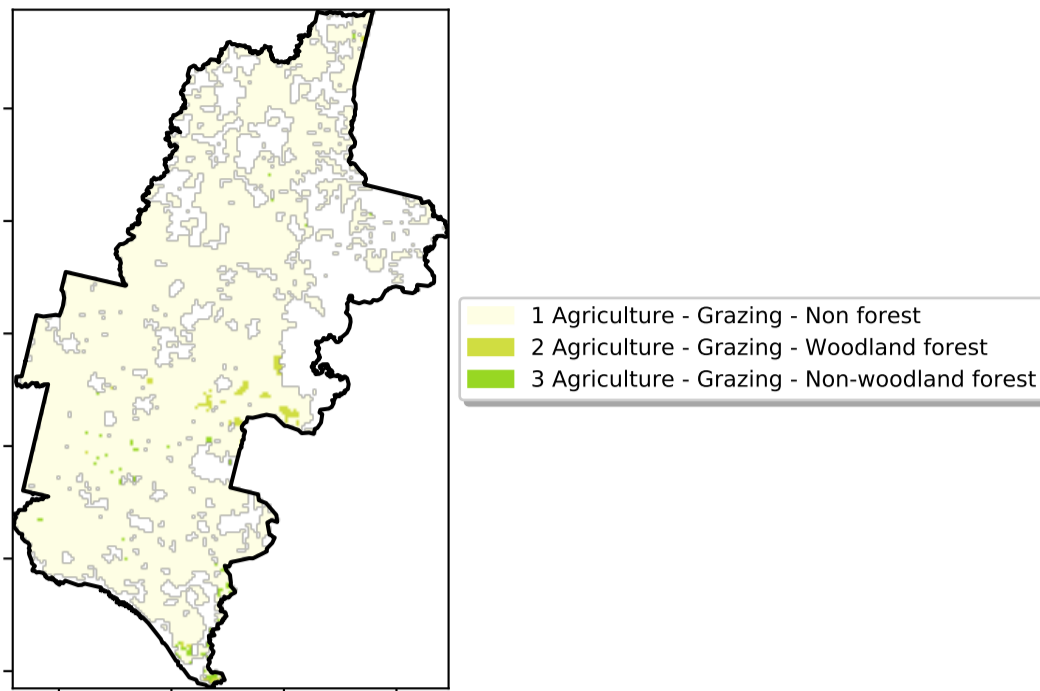 1 Agriculture - Grazing - Non forest
2 Agriculture - Grazing - Woodland forest
3 Agriculture - Grazing - Non-woodland forest